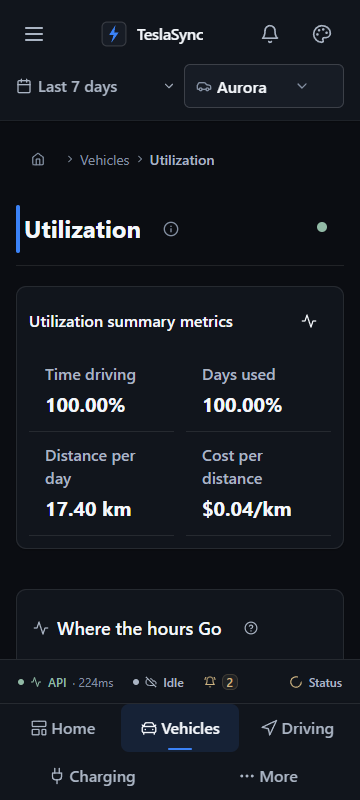 TeslaSync
Last 7 days
Aurora
Vehicles
Utilization
Utilization
Utilization summary metrics
Time driving
100.00%
Days used
100.00%
Distance per
day
17.40 km
Cost per
distance
$0.04/km
Where the hours Go
API · 224ms
Idle
2
Status
Home
Vehicles
Driving
Charging
More